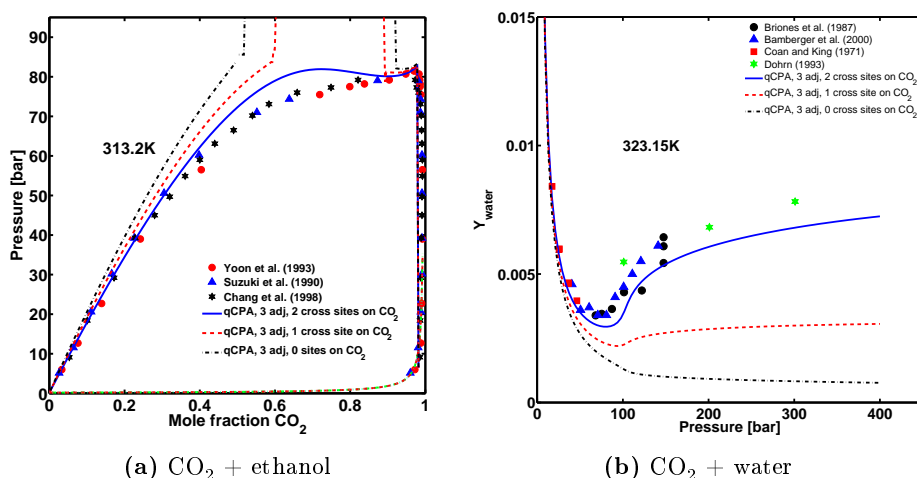 90
80
70
60
50
40
30
20
10
0
Pressure [bar]
313.2K
Yoon et al. (1993)
Suzuki et al. (1990)
Chang et al. (1998)
qCPA, 3 adj, 2 cross sites on CO2
qCPA, 3 adj, 1 cross site on CO2
qCPA, 3 adj, 0 sites on CO2
0 0.2 0.4 0.6 0.8 1
Mole fraction CO2
(a) CO2 + ethanol
0.015
0.01
0.005
0.000
Ywater
Briones et al. (1987)
Bamberger et al. (2000)
Coan and King (1971)
Dohrn (1993)
qCPA, 3 adj, 2 cross sites on CO2
qCPA, 3 adj, 1 cross sites on CO2
qCPA, 3 adj, 0 cross sites on CO2
323.15K
0 100 200 300 400
Pressure [bar]
(b) CO2 + water